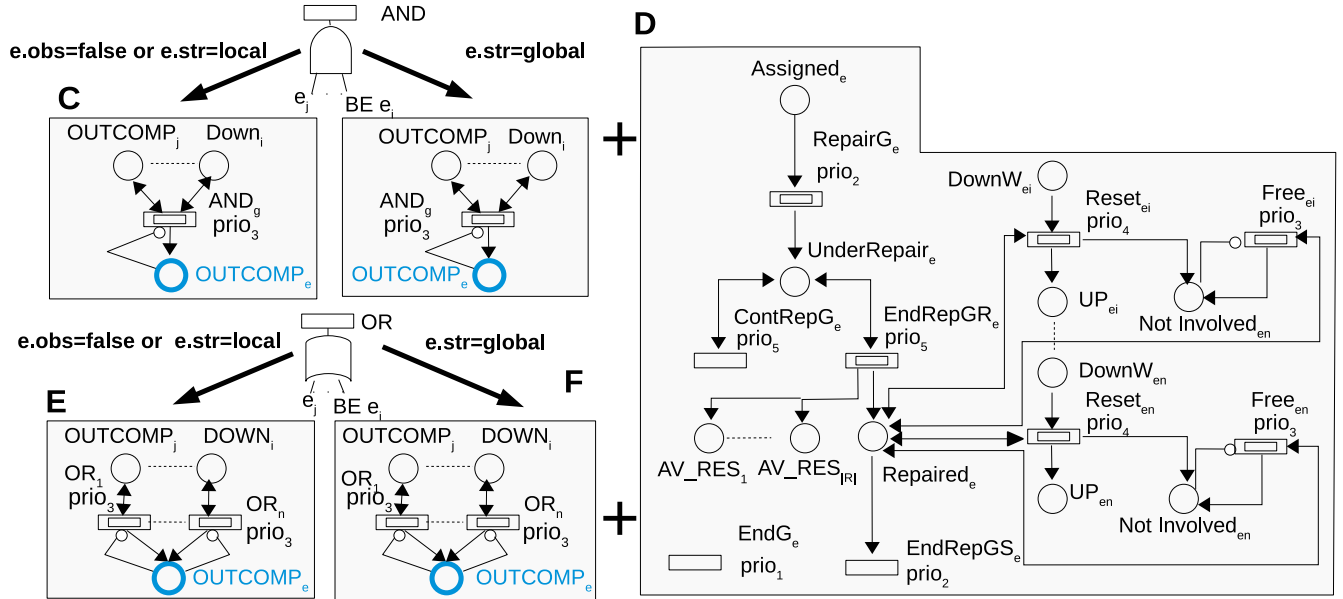 AND
e.obs=false or e.str=local
e.str=global
e_j BE e_i
C
OUTCOMP_j Down_i
AND_g
prio_3
OUTCOMP_e
OUTCOMP_j Down_i
AND_g
prio_3
OUTCOMP_e
+
OR
e.obs=false or e.str=local
e.str=global
e_j BE e_i
E
OUTCOMP_j DOWN_i
OR_1
prio_3
OR_n
prio_3
OUTCOMP_e
F
OUTCOMP_j DOWN_i
OR_1
prio_3
OR_n
prio_3
OUTCOMP_e
+
D
Assigned_e
RepairG_e
prio_2
UnderRepair_e
ContRepG_e
prio_5
EndRepGR_e
prio_5
AV_RES_1
AV_RES_|R|
Repaired_e
EndG_e
prio_1
EndRepGS_e
prio_2
DownW_ei
Reset_ei
prio_4
Free_ei
prio_3
UP_ei
Not Involved_en
DownW_en
Reset_en
prio_4
Free_en
prio_3
UP_en
Not Involved_en